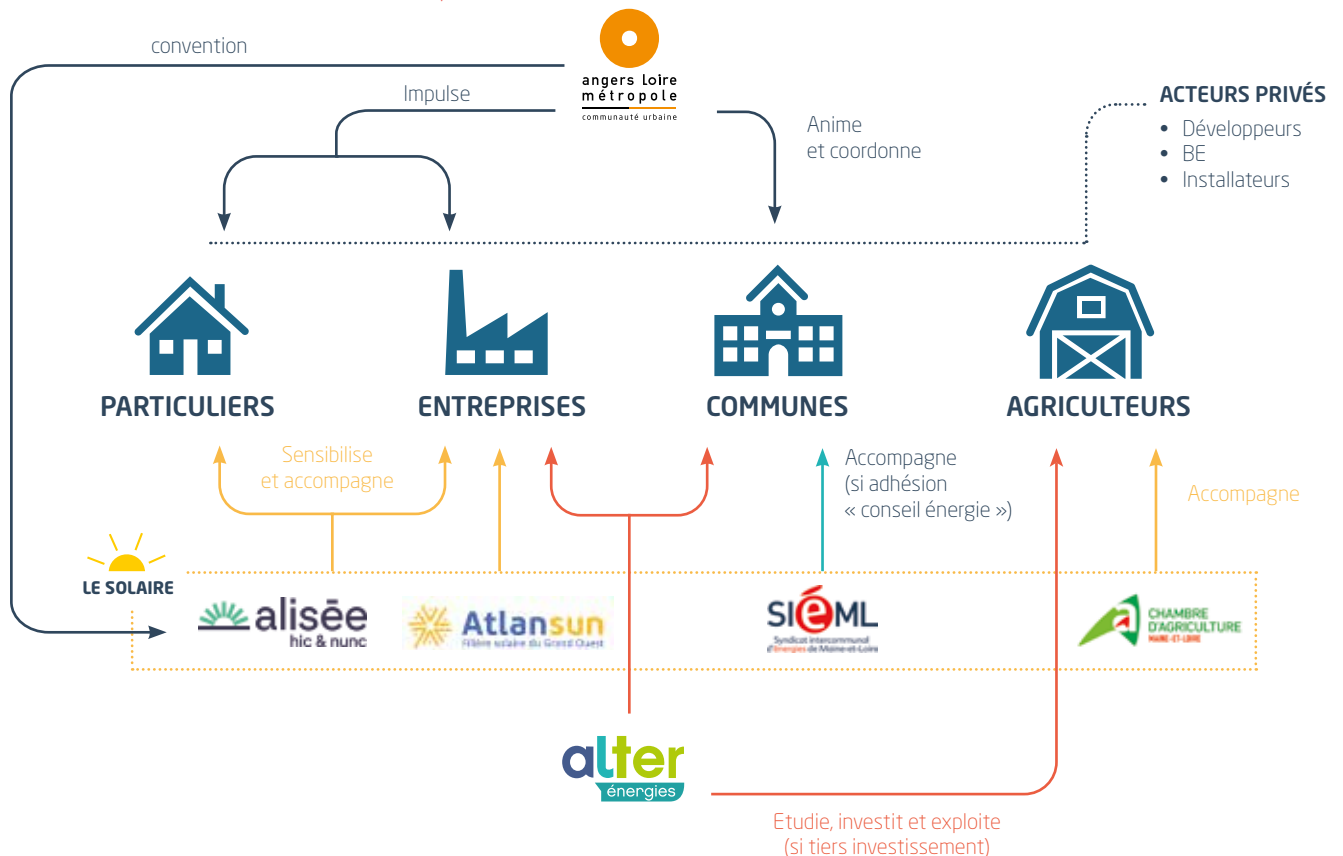 convention
Impulse
angers Loire
métropole
communauté urbaine
Anime
et coordonne
ACTEURS PRIVÉS
• Développeurs
• BE
• Installateurs
PARTICULIERS
ENTREPRISES
COMMUNES
AGRICULTEURS
Sensibilise
et accompagne
Accompagne
(si adhésion
« conseil énergie »)
Accompagne
LE SOLAIRE
alisēe
hic & nunc
Atlansun
Filière solaire du Grand Ouest
SIéML
Syndicat intercommunal
d'énergies de Maine-et-Loire
CHAMBRE
D'AGRICULTURE
MAINE-ET-LOIRE
alter
énergies
Etudie, investit et exploite
(si tiers investissement)